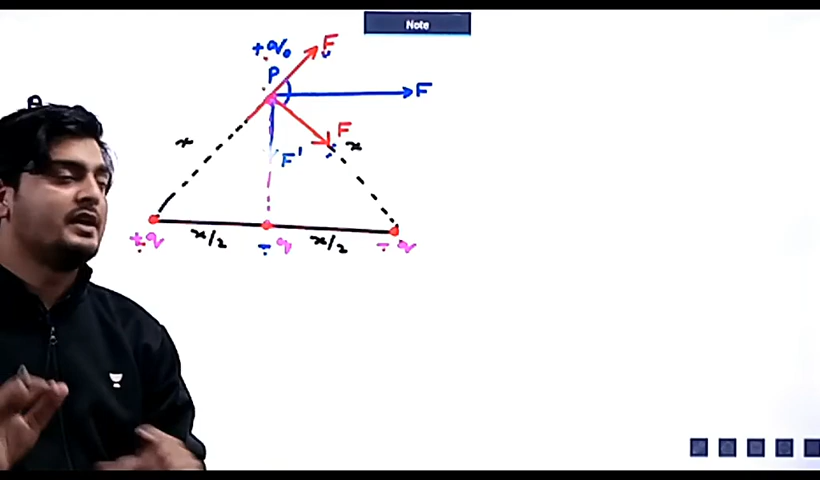 Note
+q₀
F
P
F
F
x
x
F'
+q
x/2
-q
x/2
-q